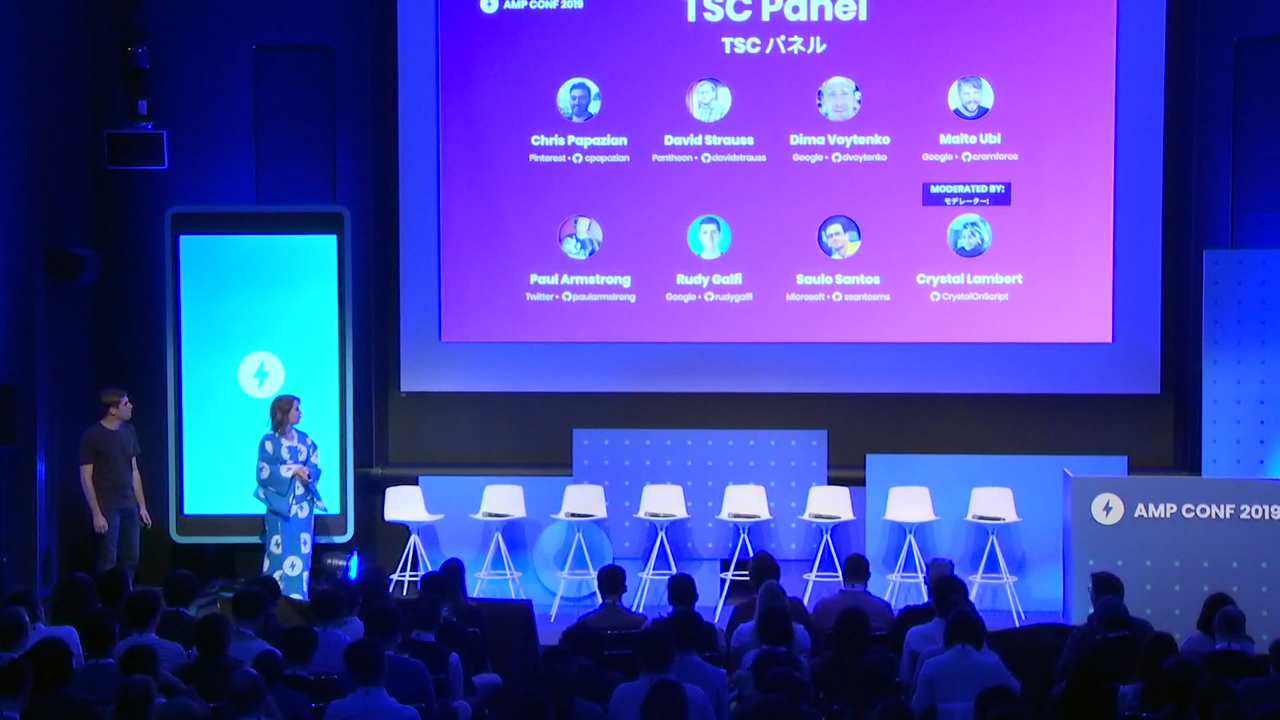 AMP CONF 2019
TSC Panel
TSC パネル
Chris Papazian
Pinterest • cpapazian
David Strauss
Pantheon • davidstrauss
Dima Voytenko
Google • dvoytenko
Malte Ubl
Google • cramforce
MODERATED BY:
モデレーター:
Paul Armstrong
Twitter • paularmstrong
Rudy Galfi
Google • rudygalfi
Saulo Santos
Microsoft • ssantosms
Crystal Lambert
CrystalOnScript
AMP CONF 2019